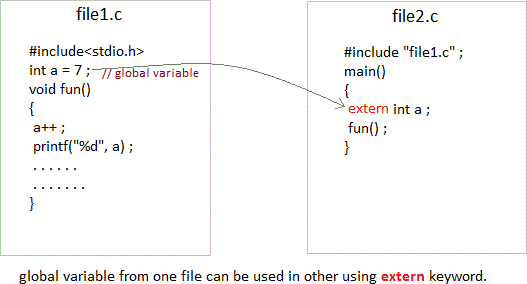 file1.c
#include<stdio.h>
int a = 7 ; // global variable
void fun()
{
a++ ;
printf("%d", a) ;
. . . . . .
. . . . . . .
}
file2.c
#include "file1.c" ;
main()
{
extern int a ;
fun() ;
}
global variable from one file can be used in other using extern keyword.